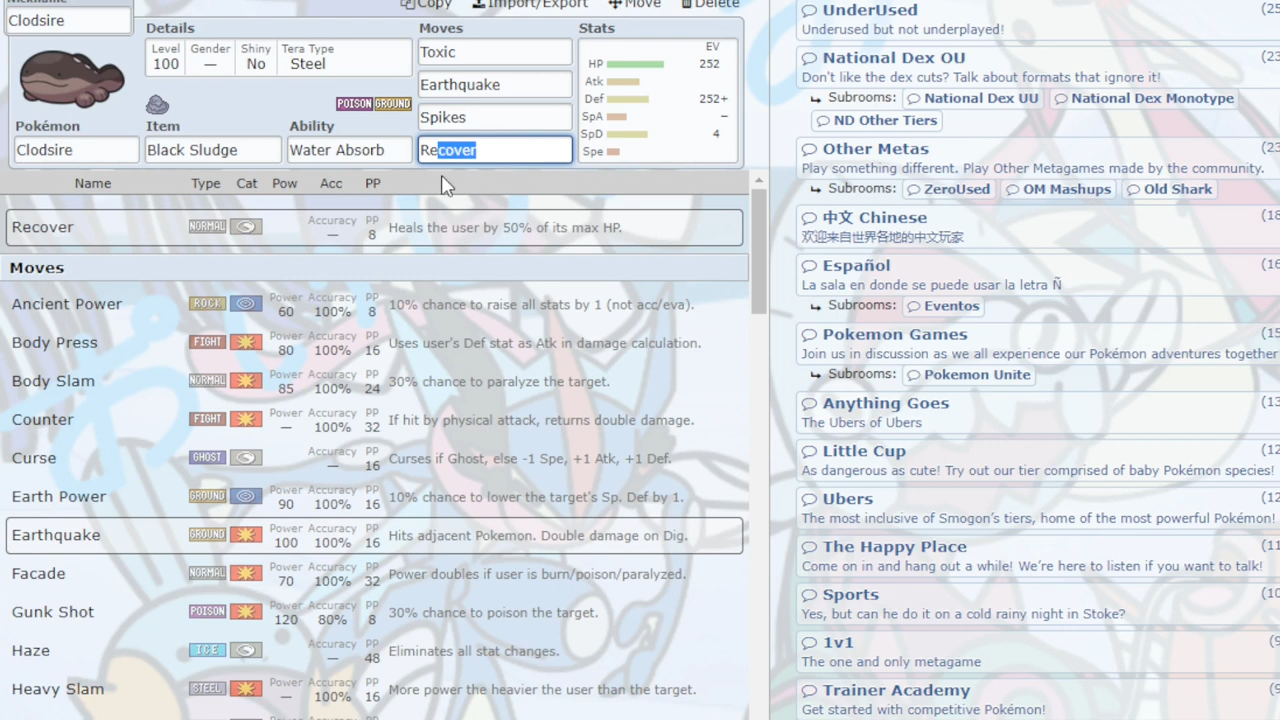 Nickname
Copy Import/Export Move Delete
Clodsire
Details
Level Gender Shiny Tera Type
100 — No Steel
POISON GROUND
Pokémon Item Ability
Clodsire Black Sludge Water Absorb
Moves
Toxic
Earthquake
Spikes
Recover
Stats
EV
HP 252
Atk
Def 252+
SpA –
SpD 4
Spe
Name Type Cat Pow Acc PP
Recover NORMAL Accuracy — PP 8 Heals the user by 50% of its max HP.
Moves
Ancient Power ROCK Power 60 Accuracy 100% PP 8 10% chance to raise all stats by 1 (not acc/eva).
Body Press FIGHT Power 80 Accuracy 100% PP 16 Uses user's Def stat as Atk in damage calculation.
Body Slam NORMAL Power 85 Accuracy 100% PP 24 30% chance to paralyze the target.
Counter FIGHT Power — Accuracy 100% PP 32 If hit by physical attack, returns double damage.
Curse GHOST Accuracy — PP 16 Curses if Ghost, else -1 Spe, +1 Atk, +1 Def.
Earth Power GROUND Power 90 Accuracy 100% PP 16 10% chance to lower the target's Sp. Def by 1.
Earthquake GROUND Power 100 Accuracy 100% PP 16 Hits adjacent Pokemon. Double damage on Dig.
Facade NORMAL Power 70 Accuracy 100% PP 32 Power doubles if user is burn/poison/paralyzed.
Gunk Shot POISON Power 120 Accuracy 80% PP 8 30% chance to poison the target.
Haze ICE Accuracy — PP 48 Eliminates all stat changes.
Heavy Slam STEEL Power — Accuracy 100% PP 16 More power the heavier the user than the target.
UnderUsed
Underused but not underplayed!
National Dex OU
Don't like the dex cuts? Talk about formats that ignore it!
Subrooms: National Dex UU National Dex Monotype
ND Other Tiers
Other Metas
Play something different. Play Other Metagames made by the community.
Subrooms: ZeroUsed OM Mashups Old Shark
中文 Chinese
欢迎来自世界各地的中文玩家
Español
La sala en donde se puede usar la letra Ñ
Subrooms: Eventos
Pokemon Games
Join us in discussion as we all experience our Pokémon adventures together
Subrooms: Pokemon Unite
Anything Goes
The Ubers of Ubers
Little Cup
As dangerous as cute! Try out our tier comprised of baby Pokémon species!
Ubers
The most inclusive of Smogon's tiers, home of the most powerful Pokémon!
The Happy Place
Come on in and hang out a while! We're here to listen if you want to talk!
Sports
Yes, but can he do it on a cold rainy night in Stoke?
1v1
The one and only metagame
Trainer Academy
Get started with competitive Pokémon!